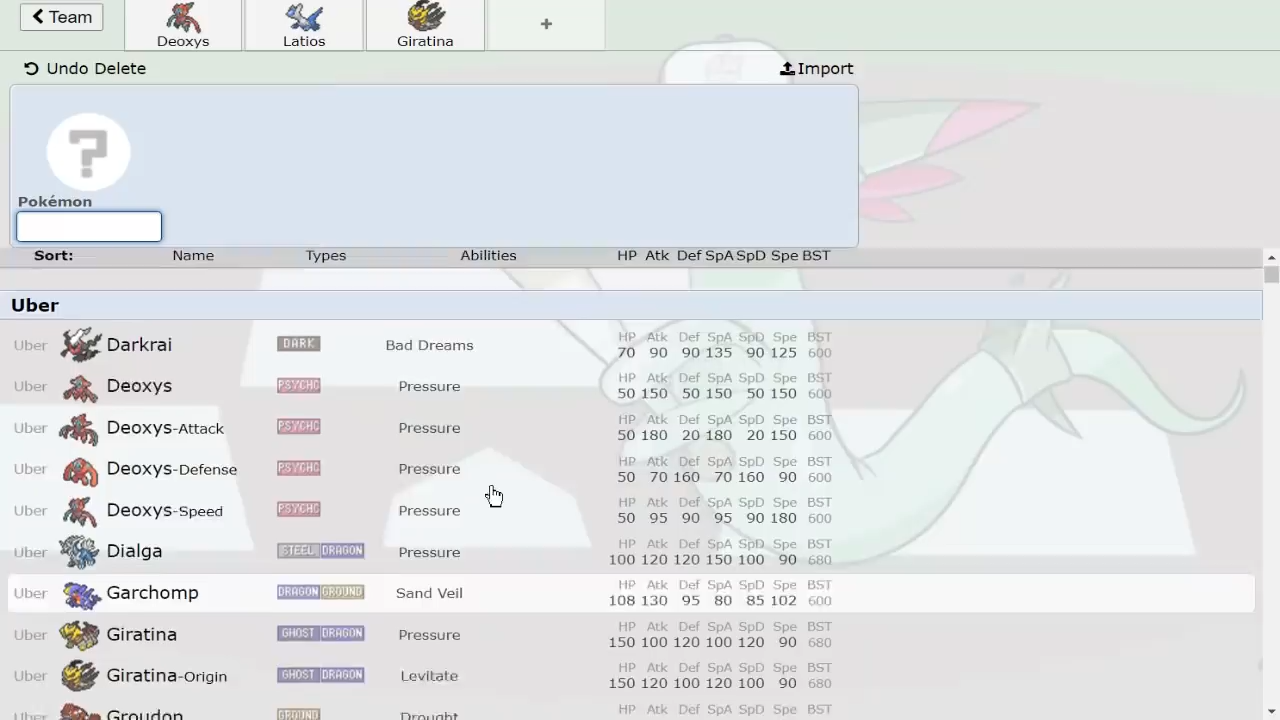 Team
Deoxys
Latios
Giratina
+
Undo Delete
Import
?
Pokémon
Sort: Name Types Abilities HP Atk Def SpA SpD Spe BST
Uber
Uber Darkrai DARK Bad Dreams HP 70 Atk 90 Def 90 SpA 135 SpD 90 Spe 125 BST 600
Uber Deoxys PSYCHC Pressure HP 50 Atk 150 Def 50 SpA 150 SpD 50 Spe 150 BST 600
Uber Deoxys-Attack PSYCHC Pressure HP 50 Atk 180 Def 20 SpA 180 SpD 20 Spe 150 BST 600
Uber Deoxys-Defense PSYCHC Pressure HP 50 Atk 70 Def 160 SpA 70 SpD 160 Spe 90 BST 600
Uber Deoxys-Speed PSYCHC Pressure HP 50 Atk 95 Def 90 SpA 95 SpD 90 Spe 180 BST 600
Uber Dialga STEEL DRAGON Pressure HP 100 Atk 120 Def 120 SpA 150 SpD 100 Spe 90 BST 680
Uber Garchomp DRAGON GROUND Sand Veil HP 108 Atk 130 Def 95 SpA 80 SpD 85 Spe 102 BST 600
Uber Giratina GHOST DRAGON Pressure HP 150 Atk 100 Def 120 SpA 100 SpD 120 Spe 90 BST 680
Uber Giratina-Origin GHOST DRAGON Levitate HP 150 Atk 120 Def 100 SpA 120 SpD 100 Spe 90 BST 680
Uber Groudon GROUND Drought HP Atk Def SpA SpD Spe BST